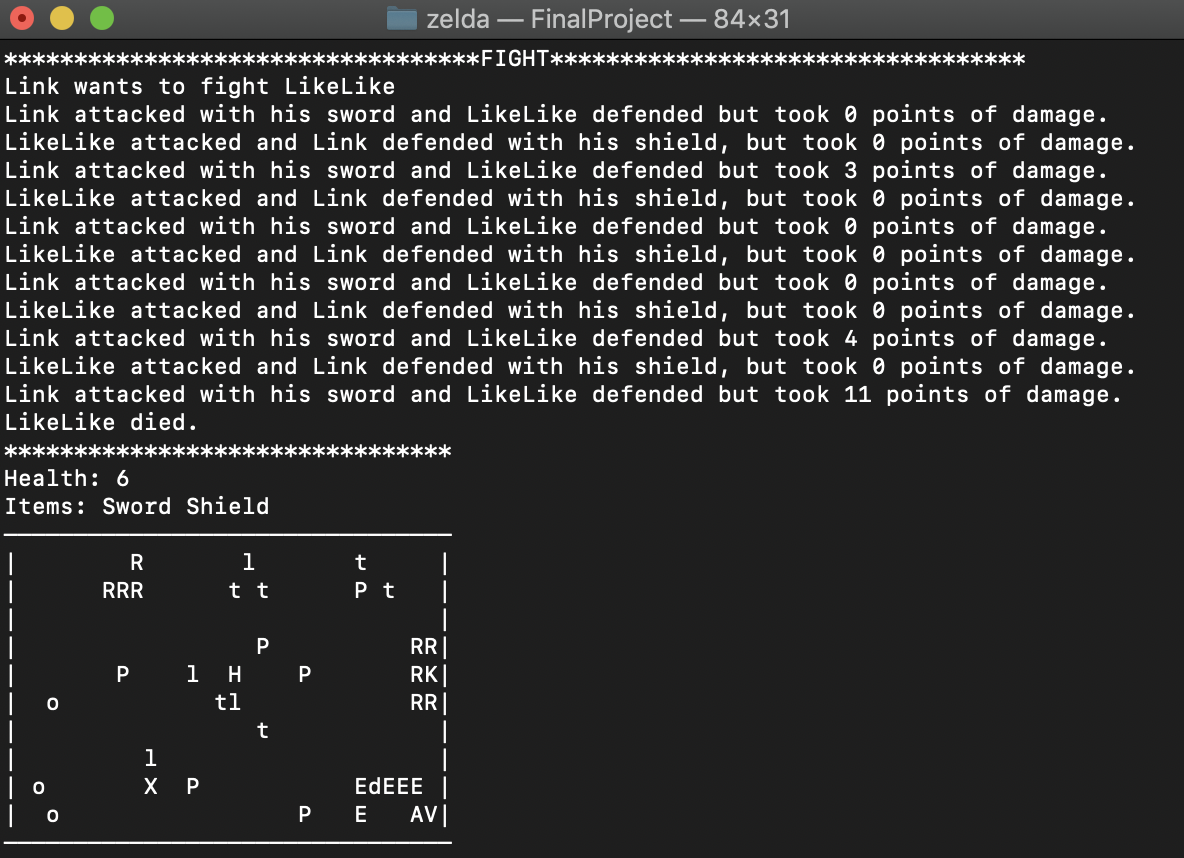 zelda — FinalProject — 84×31
**********************************FIGHT**********************************
Link wants to fight LikeLike
Link attacked with his sword and LikeLike defended but took 0 points of damage.
LikeLike attacked and Link defended with his shield, but took 0 points of damage.
Link attacked with his sword and LikeLike defended but took 3 points of damage.
LikeLike attacked and Link defended with his shield, but took 0 points of damage.
Link attacked with his sword and LikeLike defended but took 0 points of damage.
LikeLike attacked and Link defended with his shield, but took 0 points of damage.
Link attacked with his sword and LikeLike defended but took 0 points of damage.
LikeLike attacked and Link defended with his shield, but took 0 points of damage.
Link attacked with his sword and LikeLike defended but took 4 points of damage.
LikeLike attacked and Link defended with his shield, but took 0 points of damage.
Link attacked with his sword and LikeLike defended but took 11 points of damage.
LikeLike died.
********************************
Health: 6
Items: Sword Shield
————————————————————————————————
|        R       l       t     |
|      RRR      t t      P t   |
|                              |
|                 P          RR|
|       P    l  H    P       RK|
|  o           tl            RR|
|                 t            |
|         l                    |
| o       X  P           EdEEE |
|  o                 P   E   AV|
————————————————————————————————